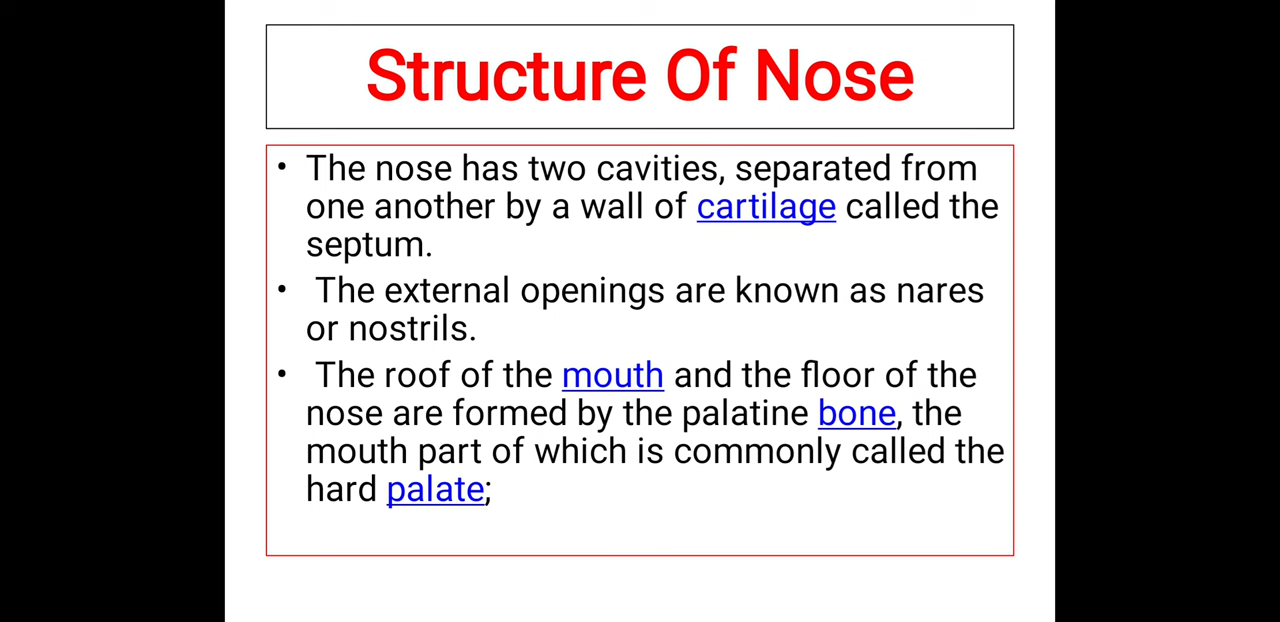 Structure Of Nose
• The nose has two cavities, separated from
one another by a wall of cartilage called the
septum.
• The external openings are known as nares
or nostrils.
• The roof of the mouth and the floor of the
nose are formed by the palatine bone, the
mouth part of which is commonly called the
hard palate;